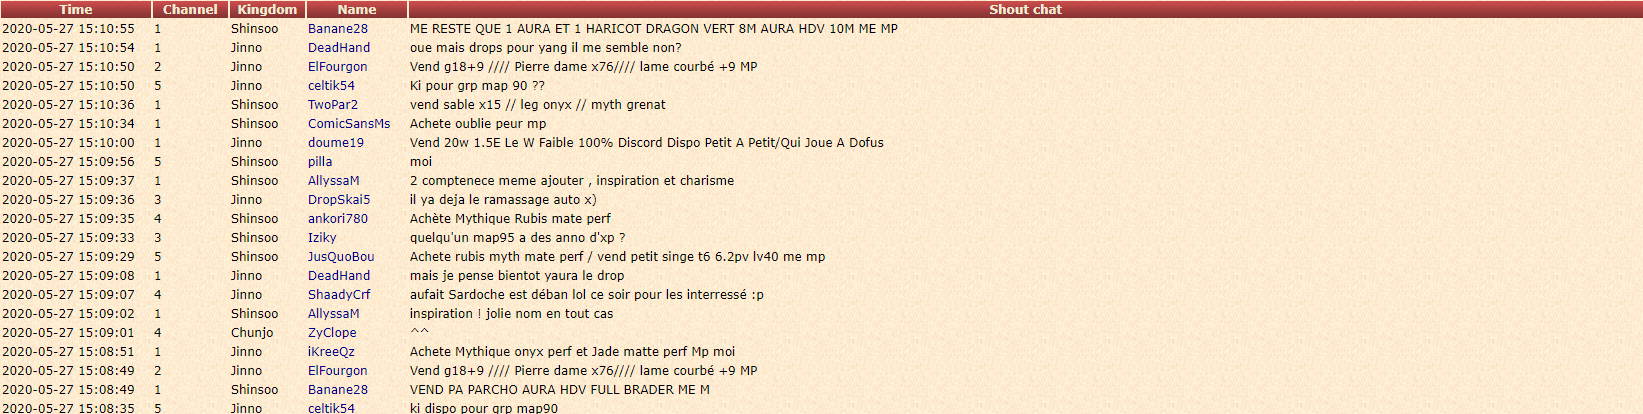 Time Channel Kingdom Name Shout chat
2020-05-27 15:10:55 1 Shinsoo Banane28 ME RESTE QUE 1 AURA ET 1 HARICOT DRAGON VERT 8M AURA HDV 10M ME MP
2020-05-27 15:10:54 1 Jinno DeadHand oue mais drops pour yang il me semble non?
2020-05-27 15:10:50 2 Jinno ElFourgon Vend g18+9 //// Pierre dame x76//// lame courbé +9 MP
2020-05-27 15:10:50 5 Jinno celtik54 Ki pour grp map 90 ??
2020-05-27 15:10:36 1 Shinsoo TwoPar2 vend sable x15 // leg onyx // myth grenat
2020-05-27 15:10:34 1 Shinsoo ComicSansMs Achete oublie peur mp
2020-05-27 15:10:00 1 Jinno doume19 Vend 20w 1.5E Le W Faible 100% Discord Dispo Petit A Petit/Qui Joue A Dofus
2020-05-27 15:09:56 5 Shinsoo pilla moi
2020-05-27 15:09:37 1 Shinsoo AllyssaM 2 comptenece meme ajouter , inspiration et charisme
2020-05-27 15:09:36 3 Jinno DropSkai5 il ya deja le ramassage auto x)
2020-05-27 15:09:35 4 Shinsoo ankori780 Achète Mythique Rubis mate perf
2020-05-27 15:09:33 3 Shinsoo Iziky quelqu'un map95 a des anno d'xp ?
2020-05-27 15:09:29 5 Shinsoo JusQuoBou Achete rubis myth mate perf / vend petit singe t6 6.2pv lv40 me mp
2020-05-27 15:09:08 1 Jinno DeadHand mais je pense bientot yaura le drop
2020-05-27 15:09:07 4 Jinno ShaadyCrf aufait Sardoche est déban lol ce soir pour les interressé :p
2020-05-27 15:09:02 1 Shinsoo AllyssaM inspiration ! jolie nom en tout cas
2020-05-27 15:09:01 4 Chunjo ZyClope ^^
2020-05-27 15:08:51 1 Jinno iKreeQz Achete Mythique onyx perf et Jade matte perf Mp moi
2020-05-27 15:08:49 2 Jinno ElFourgon Vend g18+9 //// Pierre dame x76//// lame courbé +9 MP
2020-05-27 15:08:49 1 Shinsoo Banane28 VEND PA PARCHO AURA HDV FULL BRADER ME M
2020-05-27 15:08:35 5 Jinno celtik54 ki dispo pour grp map90